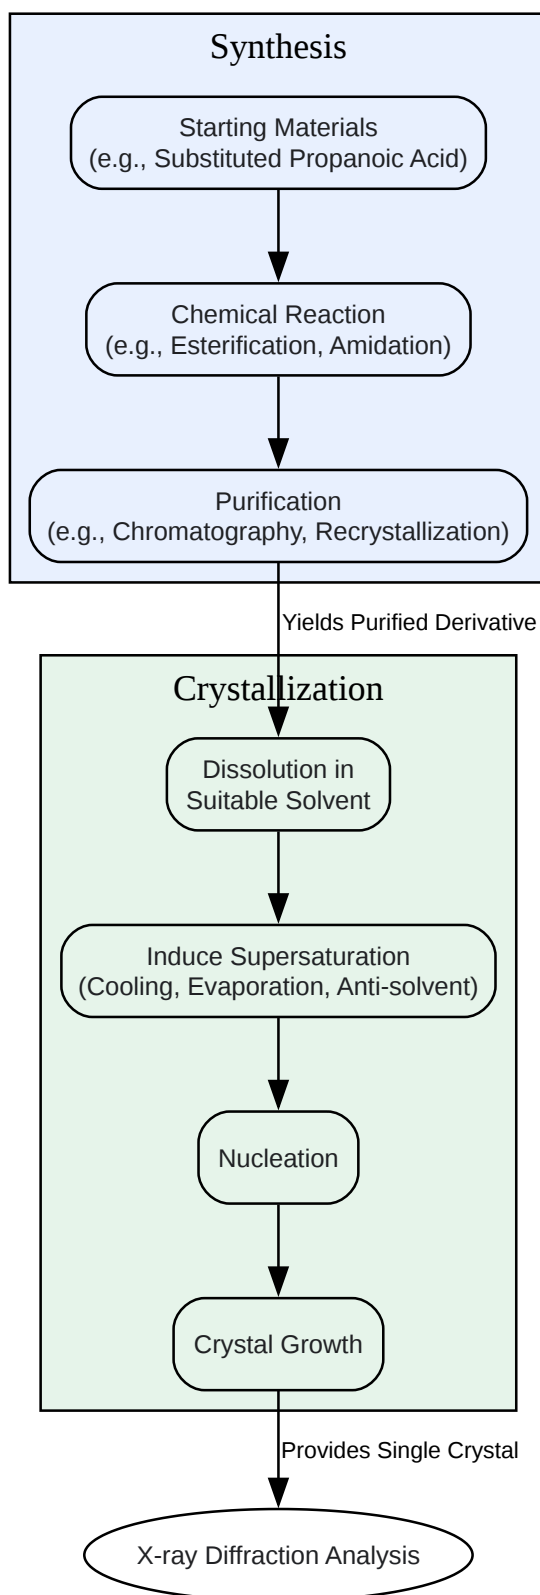 Synthesis
Starting Materials
(e.g., Substituted Propanoic Acid)
Chemical Reaction
(e.g., Esterification, Amidation)
Purification
(e.g., Chromatography, Recrystallization)
Yields Purified Derivative
Crystallization
Dissolution in
Suitable Solvent
Induce Supersaturation
(Cooling, Evaporation, Anti-solvent)
Nucleation
Crystal Growth
Provides Single Crystal
X-ray Diffraction Analysis